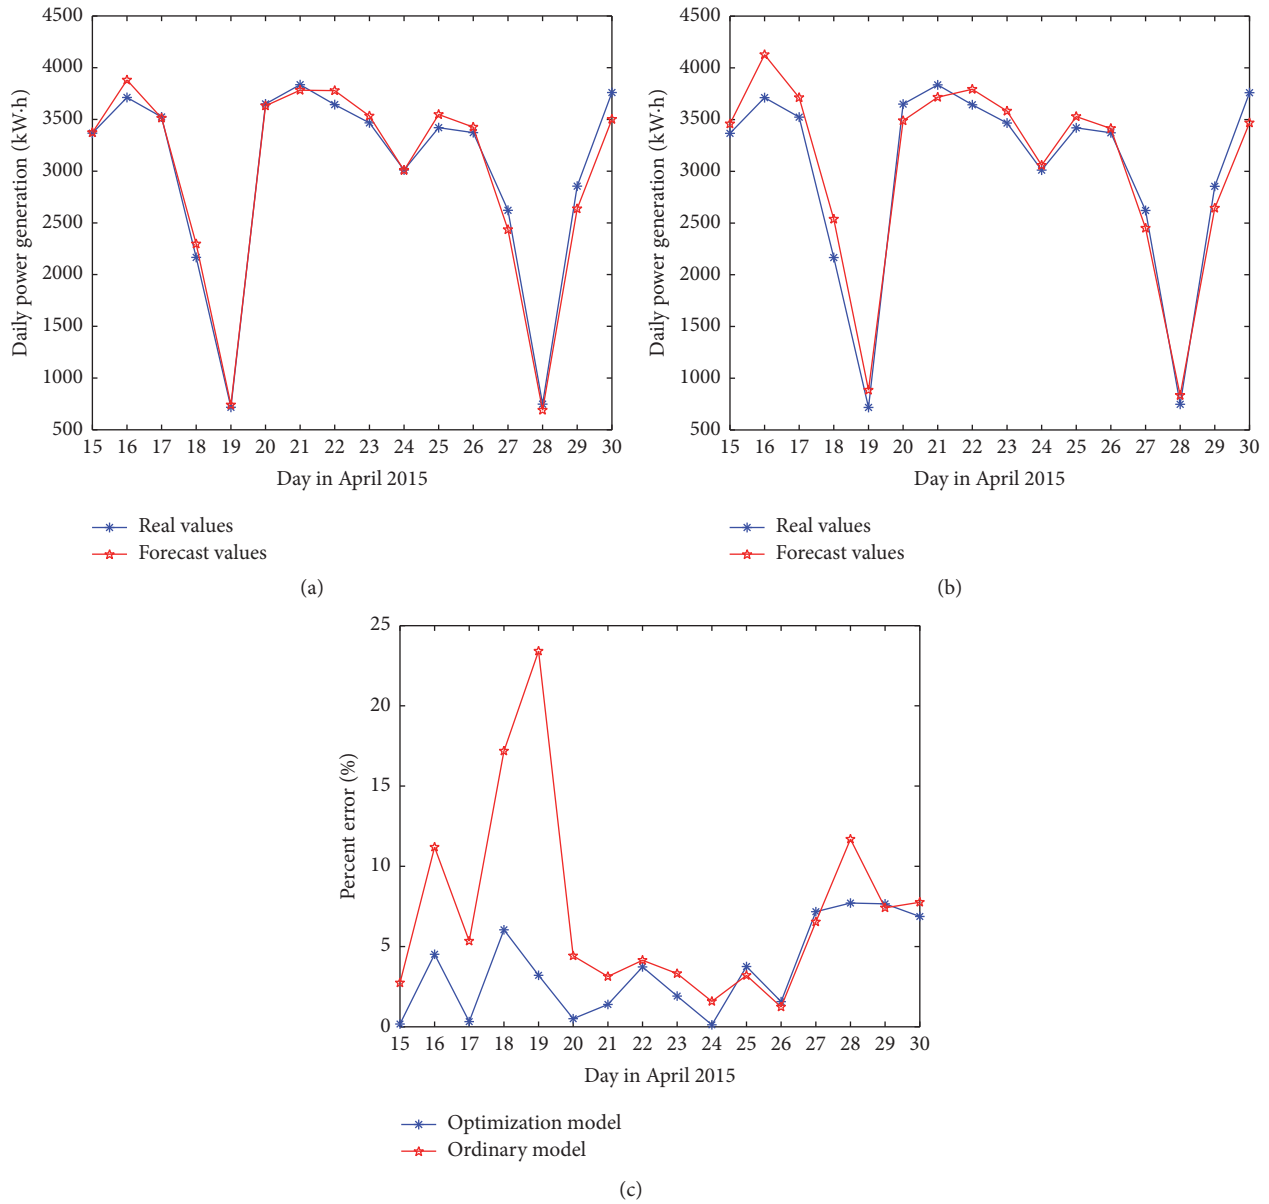 4500
4000
3500
3000
2500
2000
1500
1000
500
Daily power generation (kW·h)
15 16 17 18 19 20 21 22 23 24 25 26 27 28 29 30
Day in April 2015
Real values
Forecast values
(a)
4500
4000
3500
3000
2500
2000
1500
1000
500
Daily power generation (kW·h)
15 16 17 18 19 20 21 22 23 24 25 26 27 28 29 30
Day in April 2015
Real values
Forecast values
(b)
25
20
15
10
5
0
Percent error (%)
15 16 17 18 19 20 21 22 23 24 25 26 27 28 29 30
Day in April 2015
Optimization model
Ordinary model
(c)